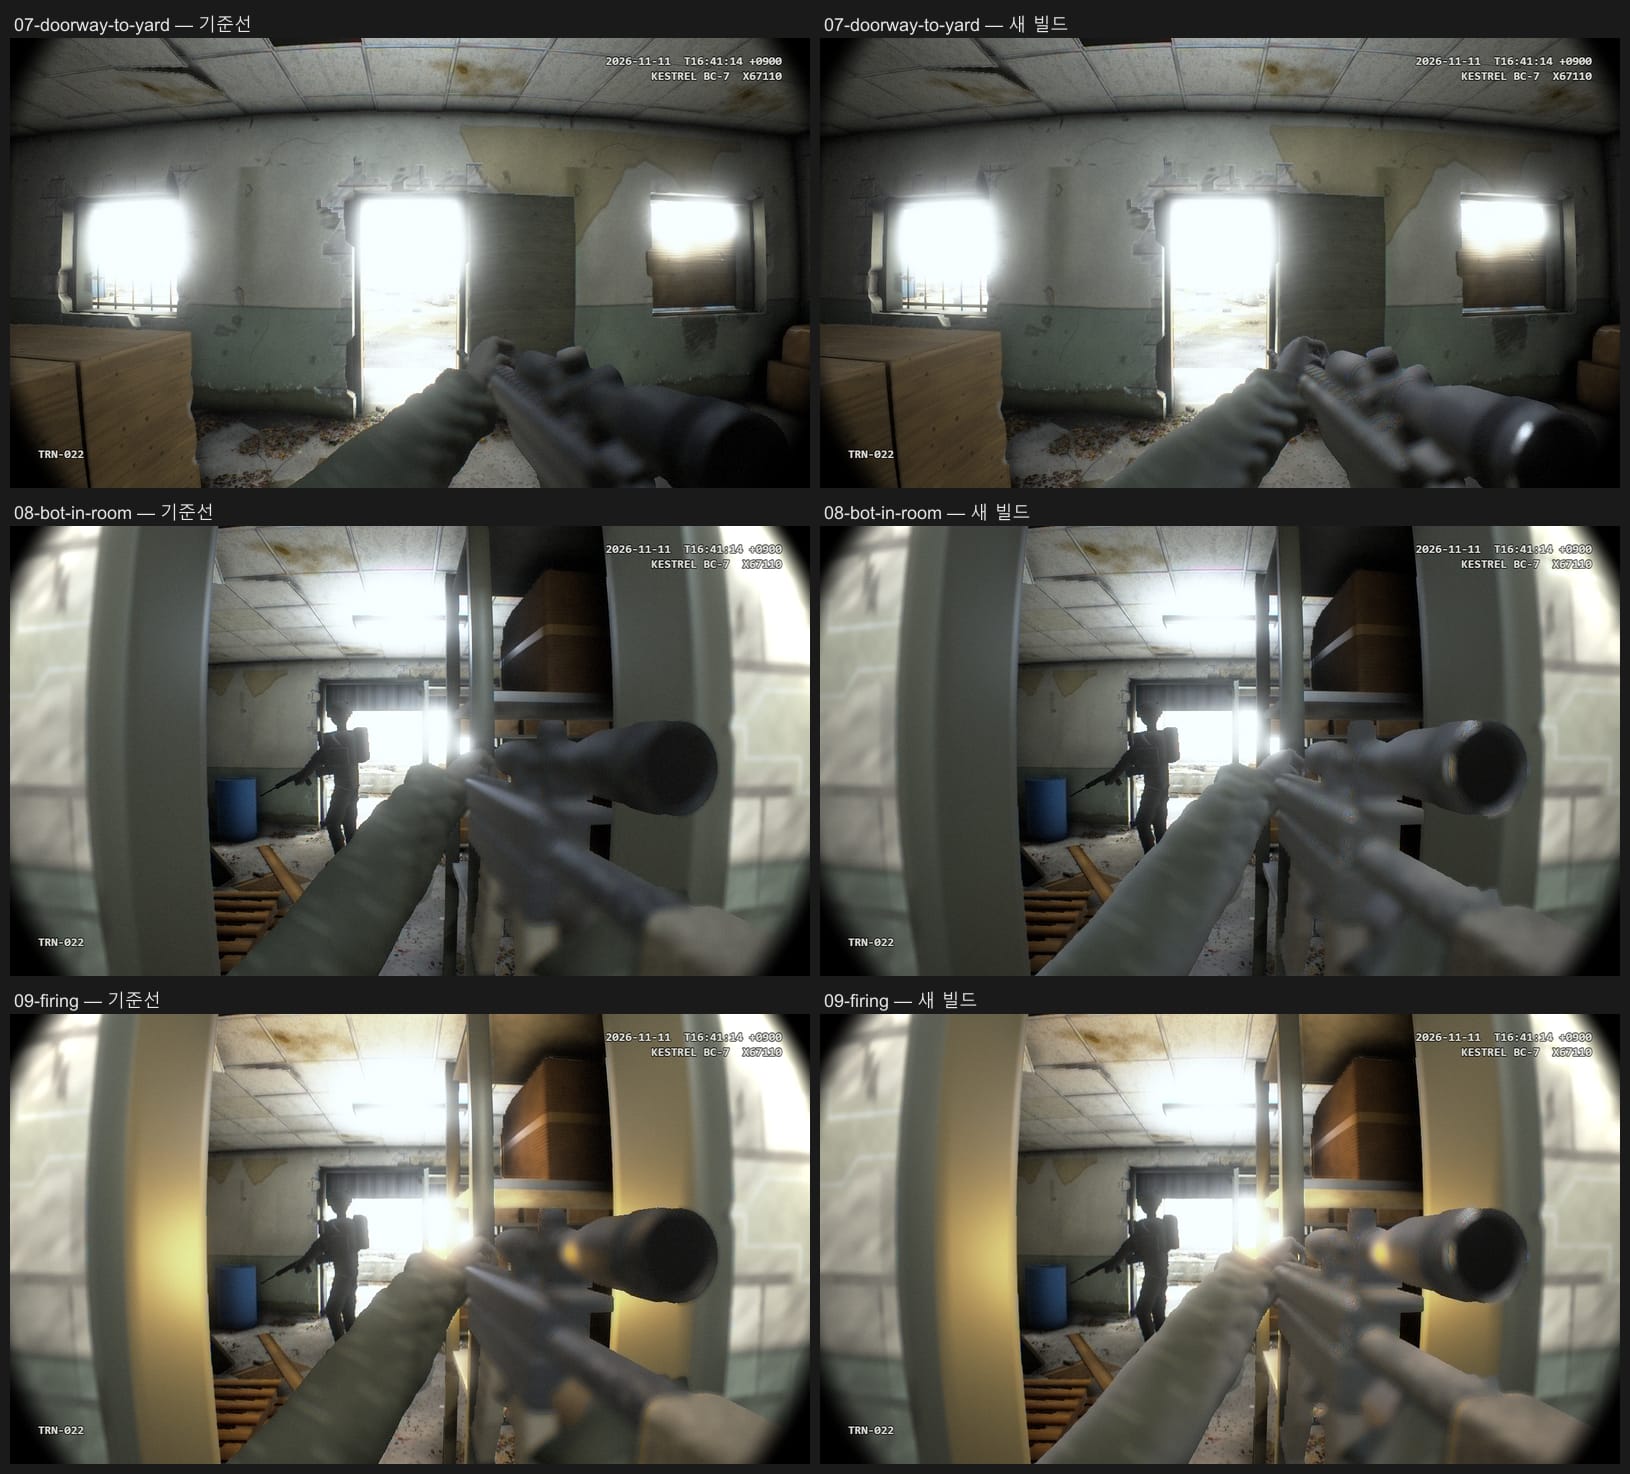 07-doorway-to-yard — 기준선
07-doorway-to-yard — 새 빌드
2026-11-11 T16:41:14 +0900
KESTREL BC-7 X67110
TRN-022
2026-11-11 T16:41:14 +0900
KESTREL BC-7 X67110
TRN-022
08-bot-in-room — 기준선
08-bot-in-room — 새 빌드
2026-11-11 T16:41:14 +0900
KESTREL BC-7 X67110
TRN-022
2026-11-11 T16:41:14 +0900
KESTREL BC-7 X67110
TRN-022
09-firing — 기준선
09-firing — 새 빌드
2026-11-11 T16:41:14 +0900
KESTREL BC-7 X67110
TRN-022
2026-11-11 T16:41:14 +0900
KESTREL BC-7 X67110
TRN-022